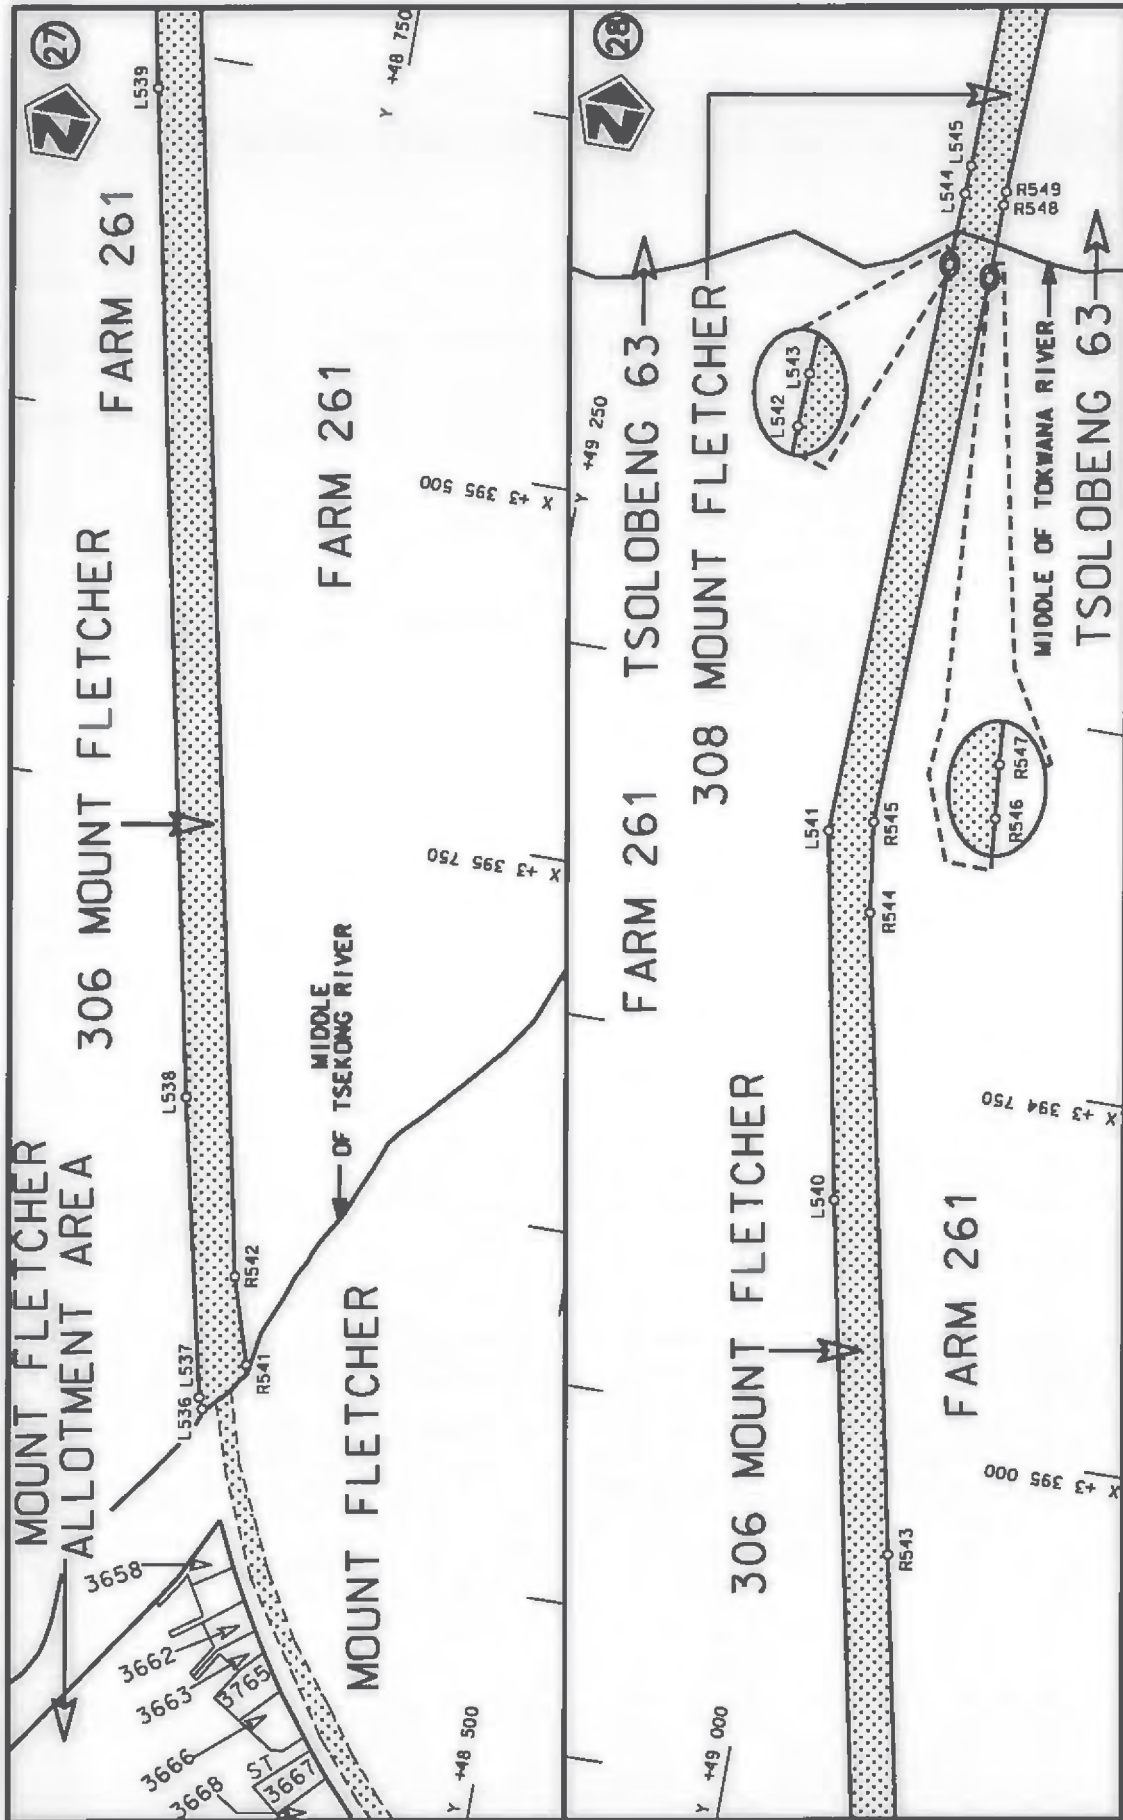 27
N
MOUNT FLETCHER
ALLOTMENT AREA
306 MOUNT FLETCHER
FARM 261
L536
L537
L538
L539
R541
R542
3658
3662
3663
3765
3666
3668
3667
ST
MIDDLE
OF TSEKONG RIVER
FARM 261
MOUNT FLETCHER
X +3 395 750
X +3 395 500
Y +48 500
Y +48 750
28
N
FARM 261
TSOLOBENG 63
308 MOUNT FLETCHER
306 MOUNT FLETCHER
Y +49 250
L540
L541
L542
L543
L544
L545
R543
R544
R545
R546
R547
R548
R549
MIDDLE OF TOKWANA RIVER
TSOLOBENG 63
FARM 261
Y +49 000
X +3 395 000
X +3 394 750